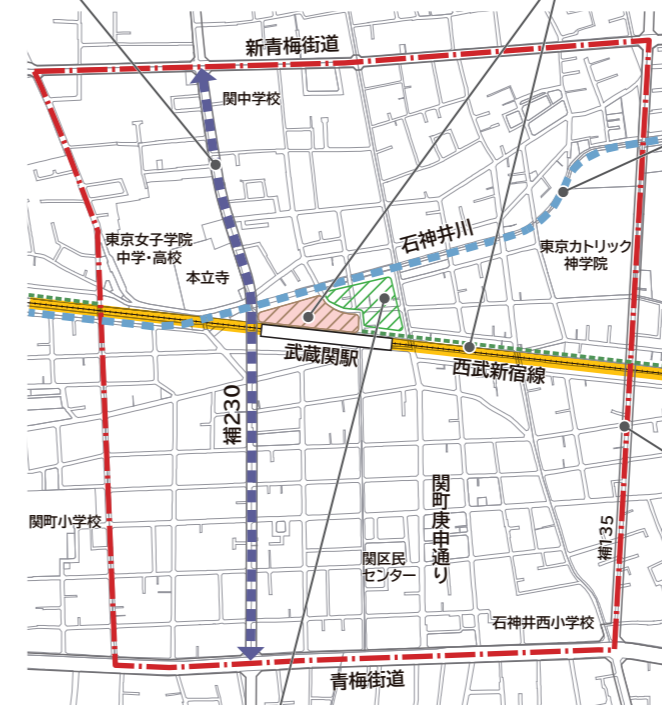 新青梅街道
関中学校
石神井川
東京女子学院
中学・高校
本立寺
東京カトリック
神学院
武蔵関駅
西武新宿線
補230
関町庚申通り
関町小学校
補135
関区民
センター
石神井西小学校
青梅街道